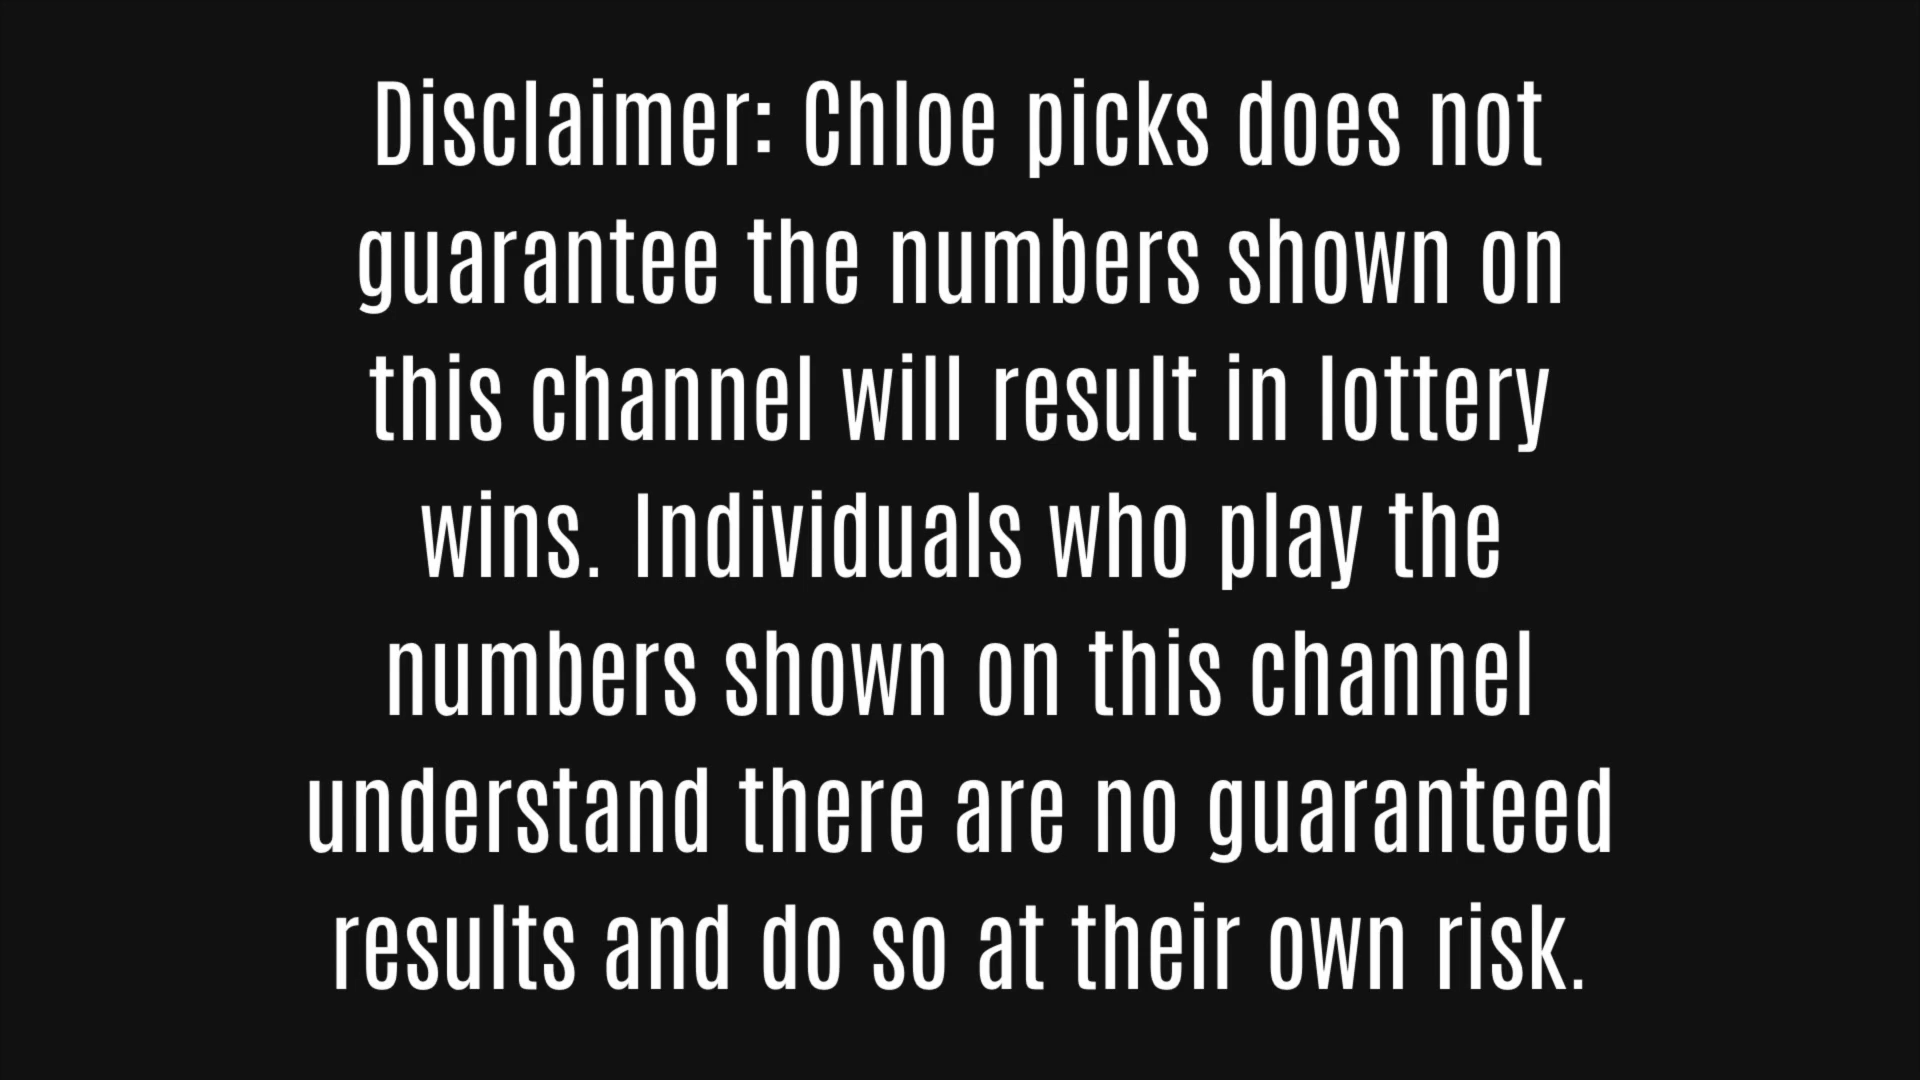 Disclaimer: Chloe picks does not
guarantee the numbers shown on
this channel will result in lottery
wins. Individuals who play the
numbers shown on this channel
understand there are no guaranteed
results and do so at their own risk.